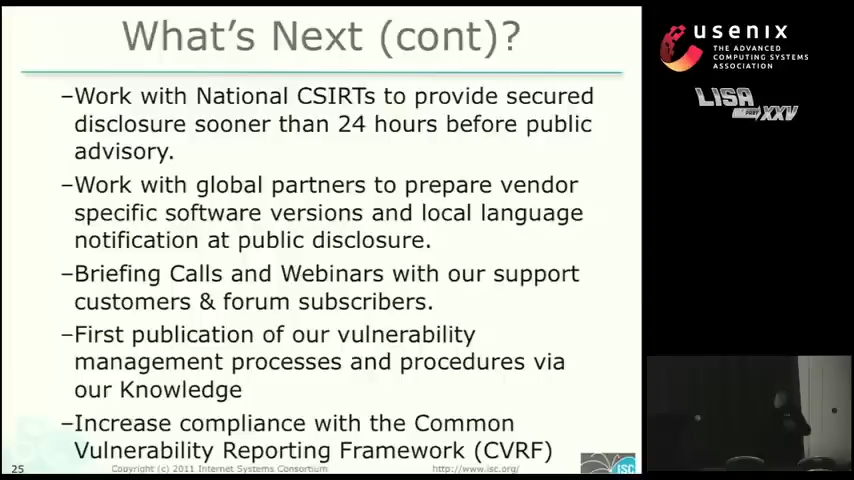 What's Next (cont)?
–Work with National CSIRTs to provide secured
disclosure sooner than 24 hours before public
advisory.
–Work with global partners to prepare vendor
specific software versions and local language
notification at public disclosure.
–Briefing Calls and Webinars with our support
customers & forum subscribers.
–First publication of our vulnerability
management processes and procedures via
our Knowledge
–Increase compliance with the Common
Vulnerability Reporting Framework (CVRF)
25
Copyright (c) 2011 Internet Systems Consortium
http://www.isc.org/
ISC
usenix
THE ADVANCED
COMPUTING SYSTEMS
ASSOCIATION
LISA
XXV